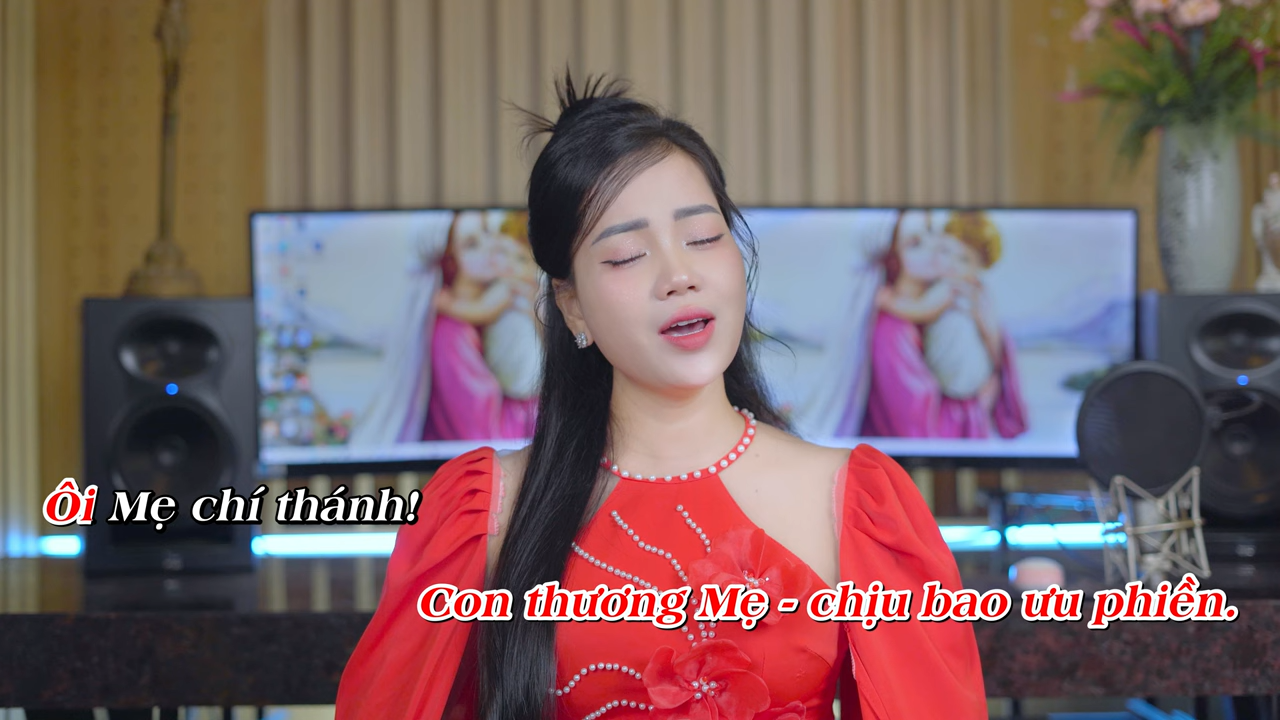 Ôi Mẹ chí thánh!
Con thương Mẹ - chịu bao ưu phiền.